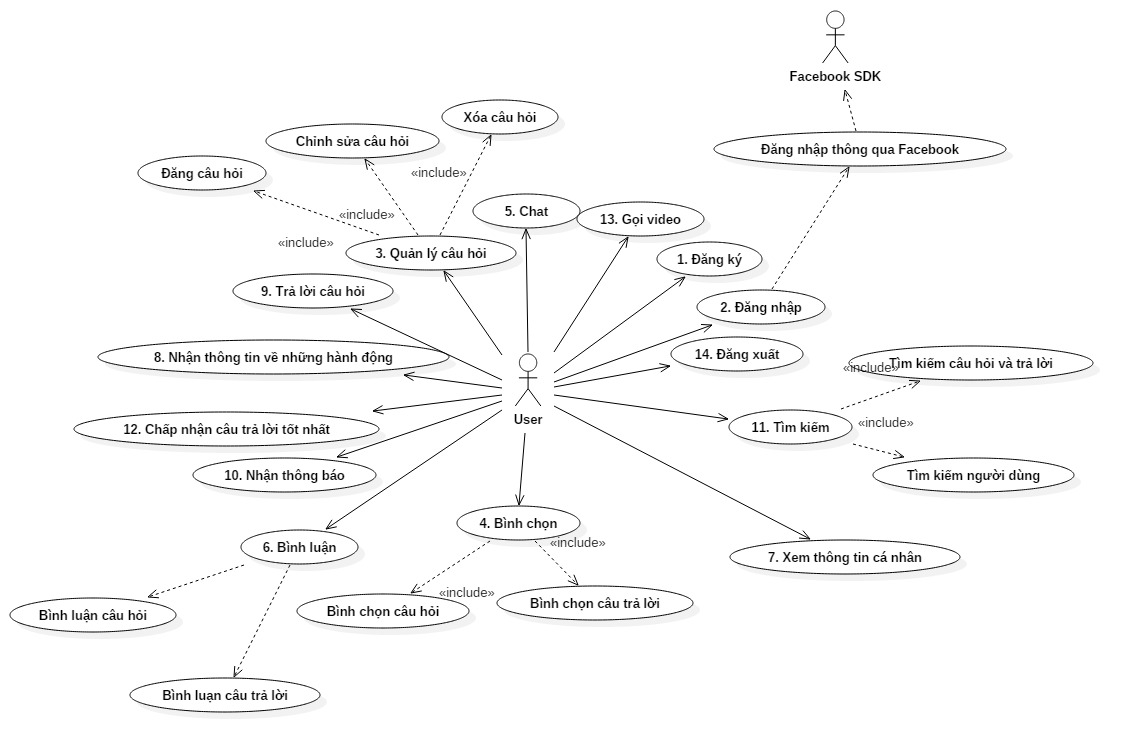 Facebook SDK
Xóa câu hỏi
Chỉnh sửa câu hỏi
Đăng nhập thông qua Facebook
Đăng câu hỏi
«include»
«include»
5. Chat
13. Gọi video
«include»
3. Quản lý câu hỏi
1. Đăng ký
9. Trả lời câu hỏi
2. Đăng nhập
8. Nhận thông tin về những hành động
14. Đăng xuất
Tìm kiếm câu hỏi và trả lời
«include»
User
12. Chấp nhận câu trả lời tốt nhất
11. Tìm kiếm
«include»
10. Nhận thông báo
Tìm kiếm người dùng
4. Bình chọn
«include»
6. Bình luận
7. Xem thông tin cá nhân
«include»
Bình luận câu hỏi
Bình chọn câu hỏi
Bình chọn câu trả lời
Bình luạn câu trả lời